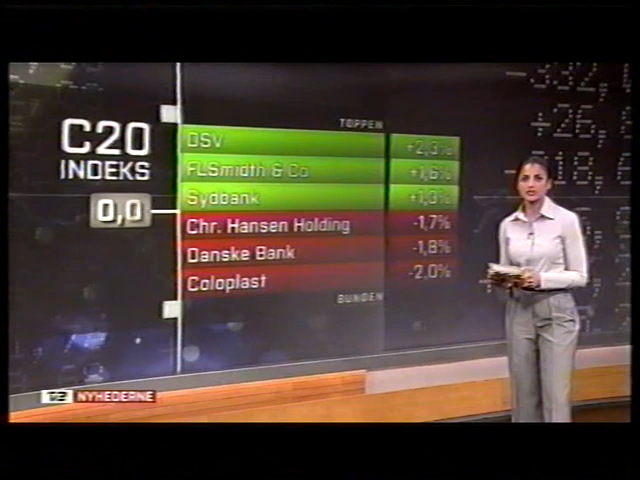 TOPPEN
C20
INDEKS
0,0
DSV +2,3%
FLSmidth & Co +1,6%
Sydbank +1,3%
Chr. Hansen Holding -1,7%
Danske Bank -1,8%
Coloplast -2,0%
BUNDEN
NYHEDERNE